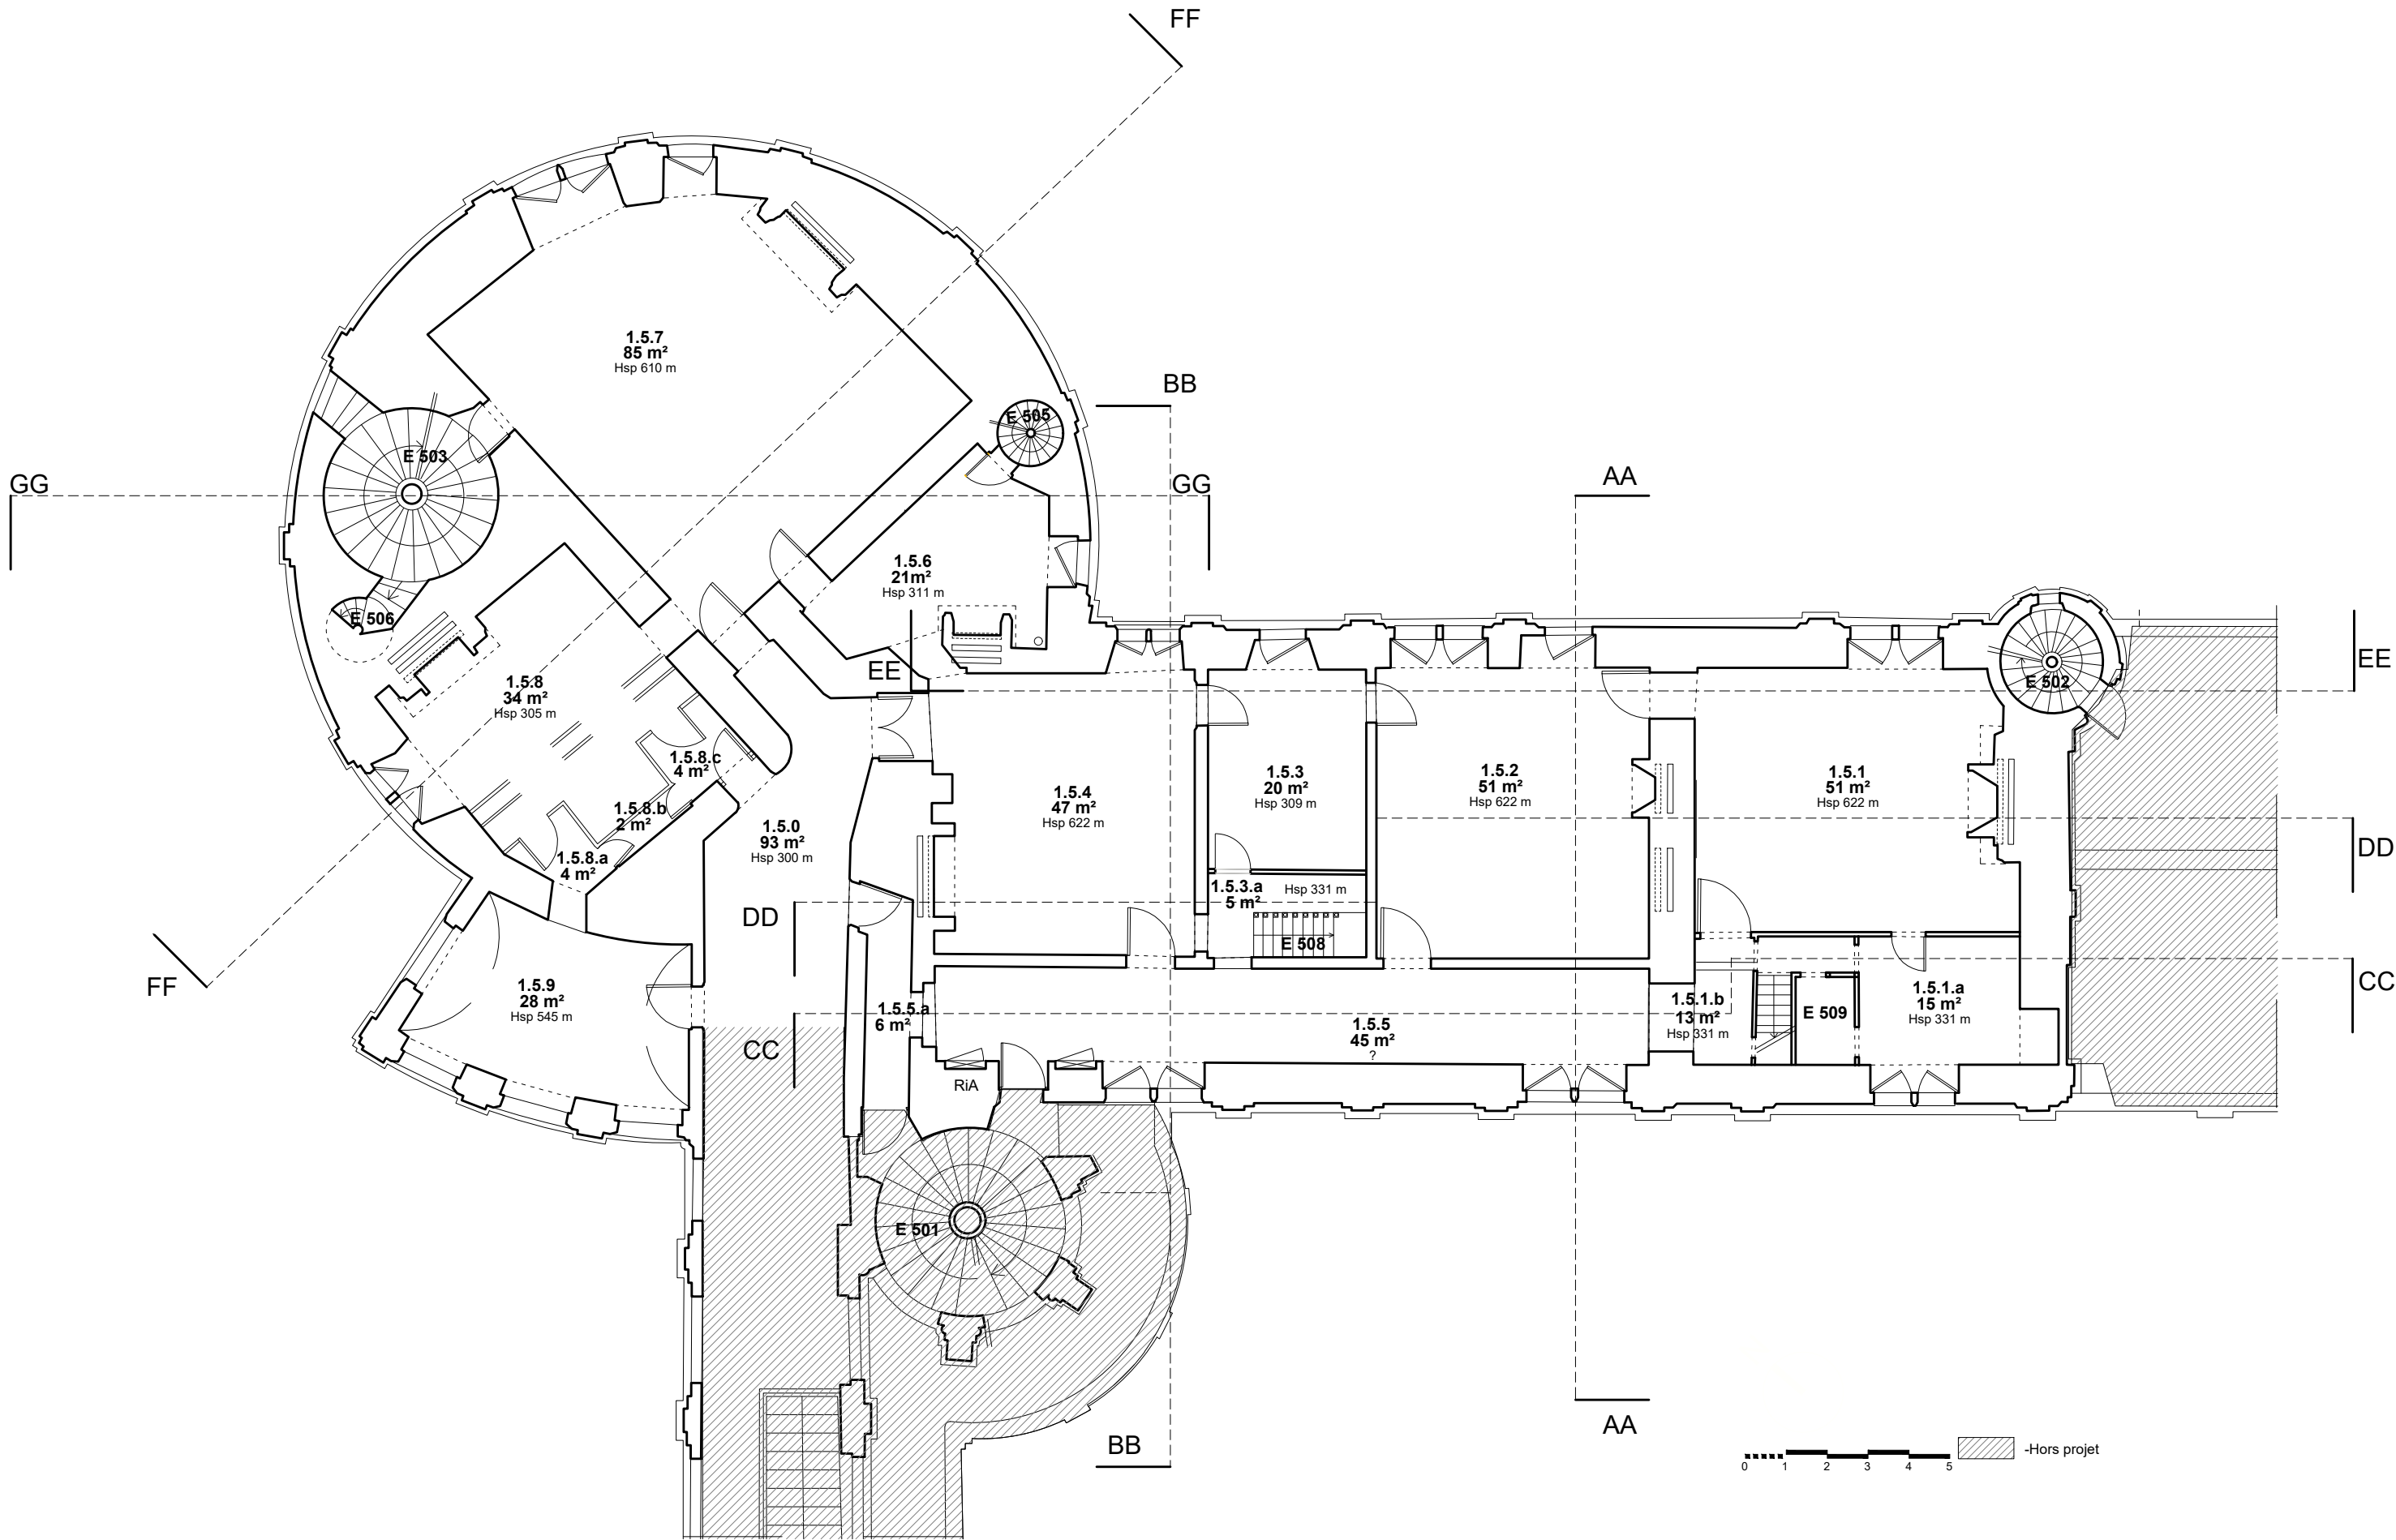 FF
1.5.7
85 m²
Hsp 610 m
BB
E 505
E 503
GG
GG
AA
1.5.6
21m²
Hsp 311 m
E 506
EE
EE
E 502
1.5.8
34 m²
Hsp 305 m
1.5.8.c
4 m²
1.5.8.b
2 m²
1.5.8.a
4 m²
1.5.0
93 m²
Hsp 300 m
1.5.4
47 m²
Hsp 622 m
1.5.3
20 m²
Hsp 309 m
1.5.2
51 m²
Hsp 622 m
1.5.1
51 m²
Hsp 622 m
DD
1.5.3.a
5 m²
Hsp 331 m
DD
E 508
FF
1.5.9
28 m²
Hsp 545 m
CC
1.5.5.a
6 m²
1.5.5
45 m²
?
1.5.1.b
13 m²
Hsp 331 m
E 509
1.5.1.a
15 m²
Hsp 331 m
CC
RiA
E 501
BB
AA
0 1 2 3 4 5
-Hors projet